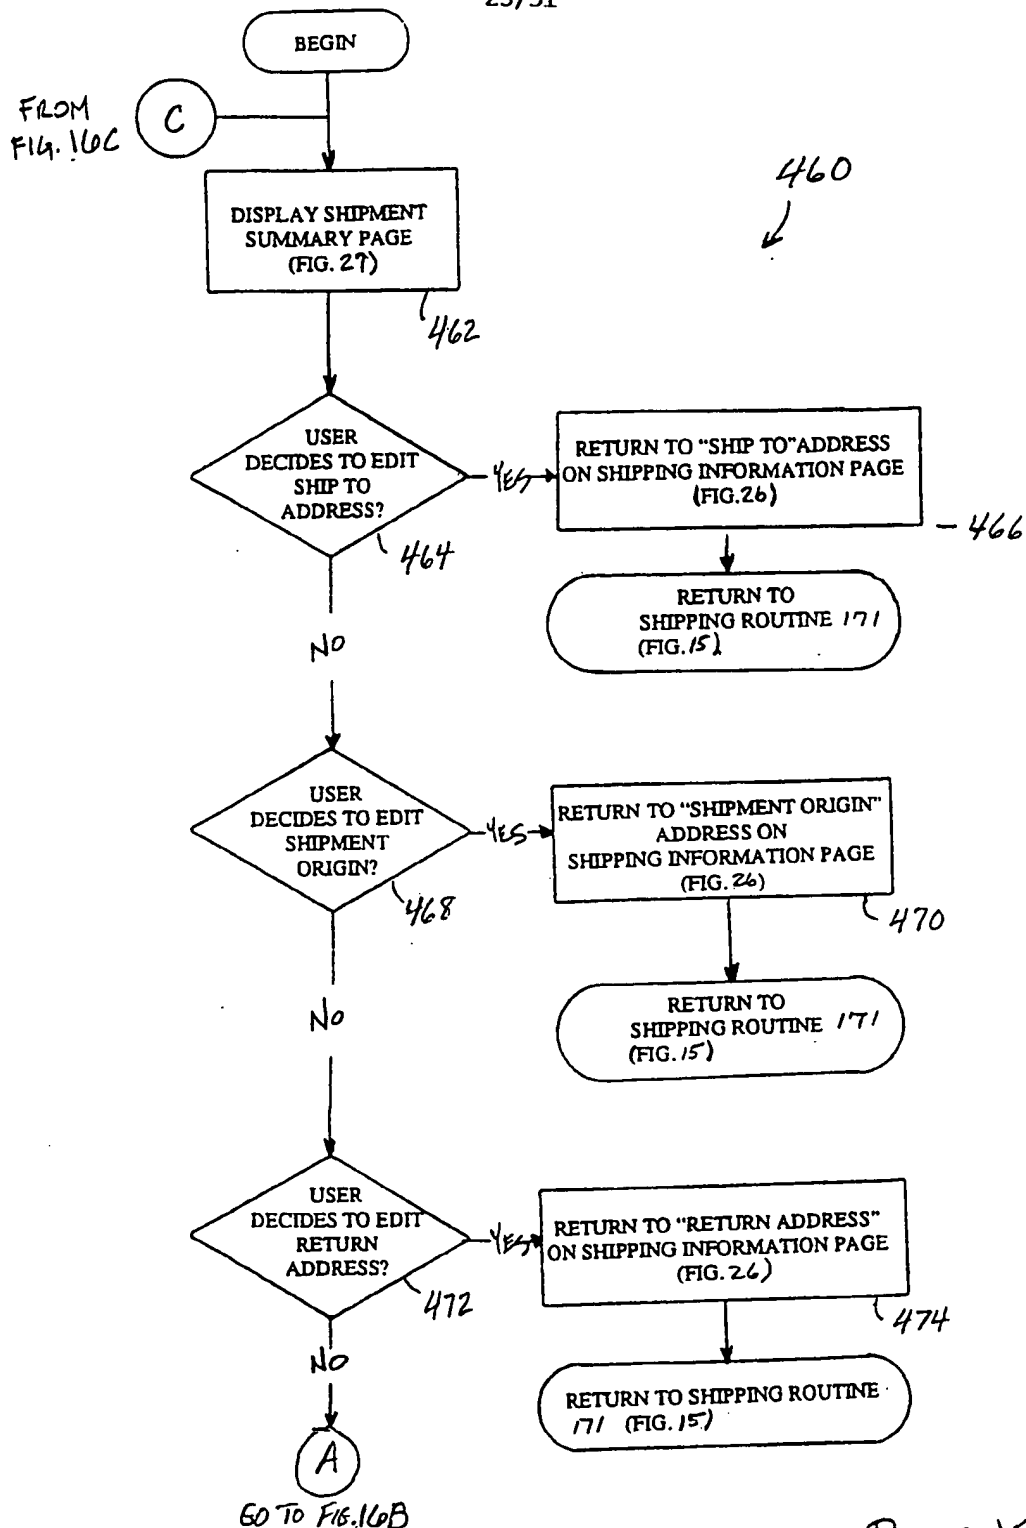 BEGIN
FROM
FIG. 16C
C
460
DISPLAY SHIPMENT
SUMMARY PAGE
(FIG. 27)
462
USER
DECIDES TO EDIT
SHIP TO
ADDRESS?
464
YES
RETURN TO "SHIP TO" ADDRESS
ON SHIPPING INFORMATION PAGE
(FIG. 26)
466
RETURN TO
SHIPPING ROUTINE 171
(FIG. 15)
NO
USER
DECIDES TO EDIT
SHIPMENT
ORIGIN?
468
YES
RETURN TO "SHIPMENT ORIGIN"
ADDRESS ON
SHIPPING INFORMATION PAGE
(FIG. 26)
470
RETURN TO
SHIPPING ROUTINE 171
(FIG. 15)
NO
USER
DECIDES TO EDIT
RETURN
ADDRESS?
472
YES
RETURN TO "RETURN ADDRESS"
ON SHIPPING INFORMATION PAGE
(FIG. 26)
474
RETURN TO SHIPPING ROUTINE
171 (FIG. 15)
NO
A
GO TO FIG. 16B